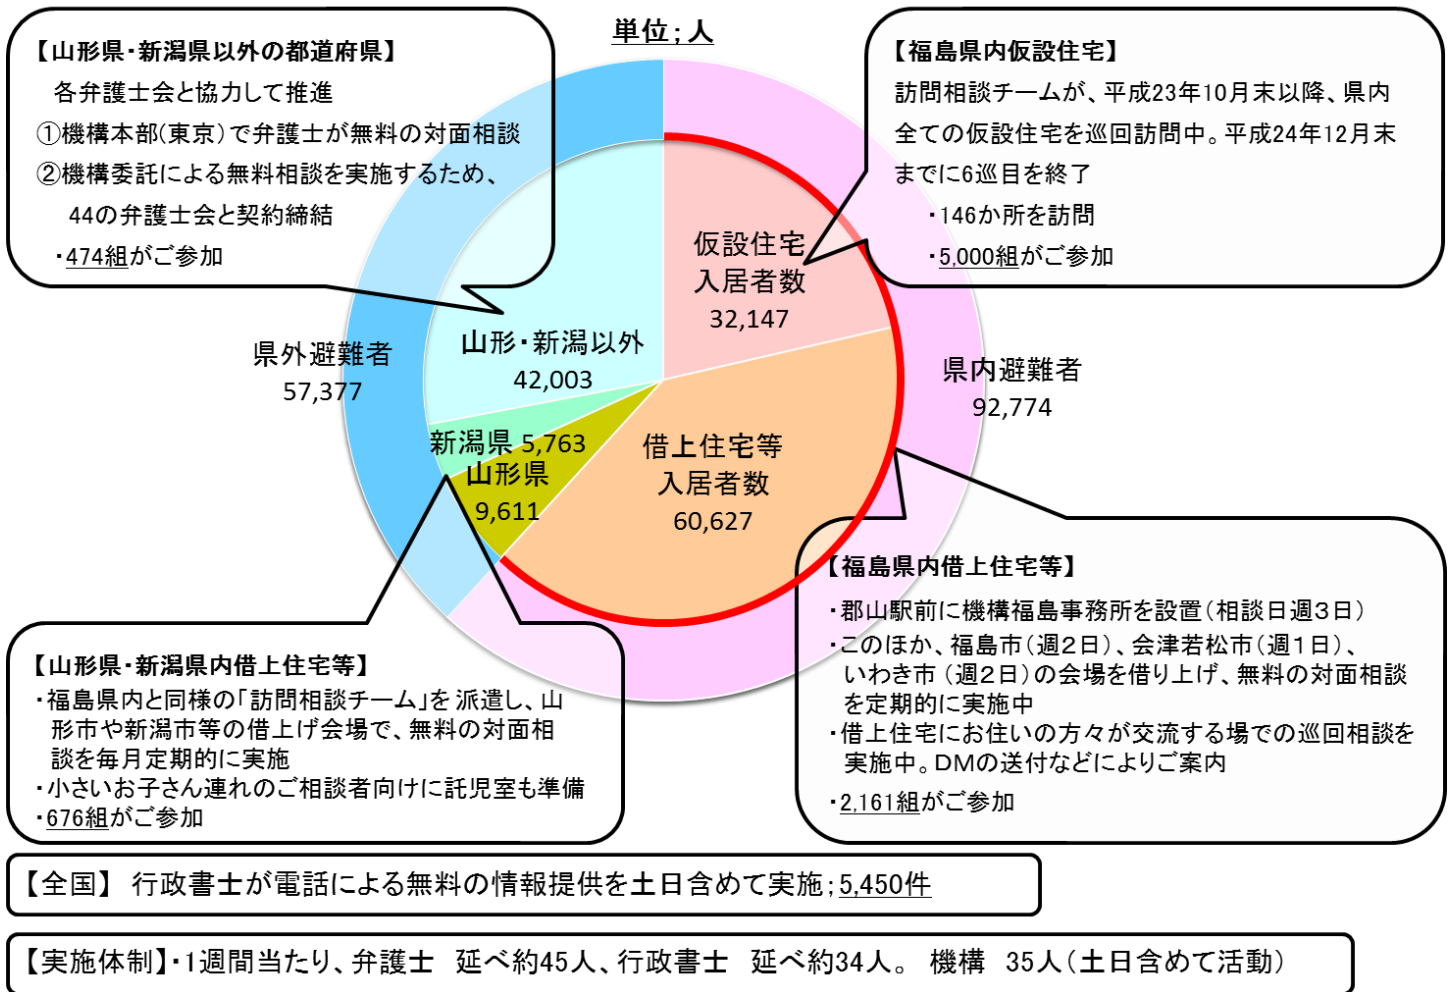 単位；人
【山形県・新潟県以外の都道府県】
各弁護士会と協力して推進
①機構本部(東京)で弁護士が無料の対面相談
②機構委託による無料相談を実施するため、
44の弁護士会と契約締結
・474組がご参加
【福島県内仮設住宅】
訪問相談チームが、平成23年10月末以降、県内
全ての仮設住宅を巡回訪問中。平成24年12月末
までに6巡目を終了
・146か所を訪問
・5,000組がご参加
仮設住宅
入居者数
32,147
山形・新潟以外
42,003
県外避難者
57,377
県内避難者
92,774
新潟県 5,763
山形県
9,611
借上住宅等
入居者数
60,627
【福島県内借上住宅等】
・郡山駅前に機構福島事務所を設置（相談日週３日）
・このほか、福島市（週２日）、会津若松市（週１日）、
いわき市（週２日）の会場を借り上げ、無料の対面相談
を定期的に実施中
・借上住宅にお住いの方々が交流する場での巡回相談を
実施中。ＤＭの送付などによりご案内
・2,161組がご参加
【山形県・新潟県内借上住宅等】
・福島県内と同様の「訪問相談チーム」を 派遣し、山
形市や新潟市等の借上げ会場で、無料の対面相
談を毎月定期的に実施
・小さいお子さん連れのご相談者向けに託児室も準備
・676組がご参加
【全国】 行政書士が電話による無料の情報提供を土日含めて実施；5,450件
【実施体制】・1週間当たり、弁護士　延べ約45人、行政書士　延べ約34人。 機構 35人（土日含めて活動）